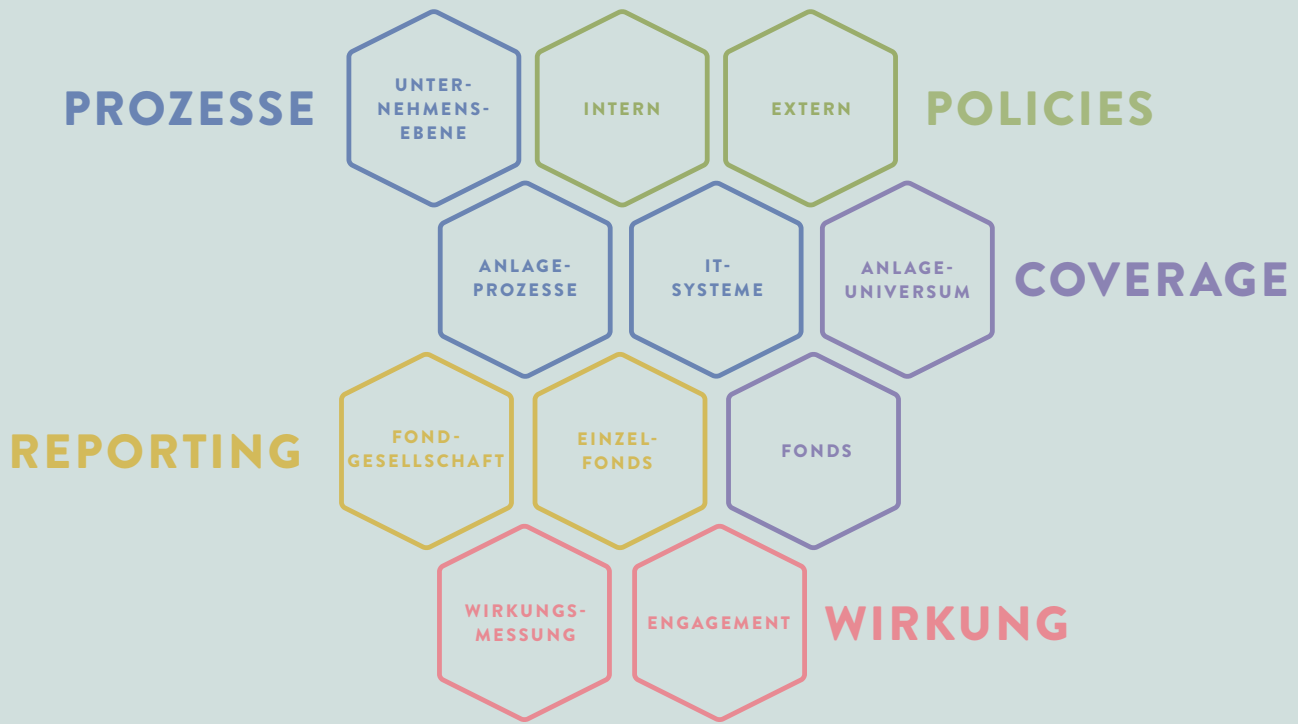 PROZESSE
UNTER-
NEHMENS-
EBENE
INTERN
EXTERN
POLICIES
ANLAGE-
PROZESSE
IT-
SYSTEME
ANLAGE-
UNIVERSUM
COVERAGE
REPORTING
FOND-
GESELLSCHAFT
EINZEL-
FONDS
FONDS
WIRKUNGS-
MESSUNG
ENGAGEMENT
WIRKUNG